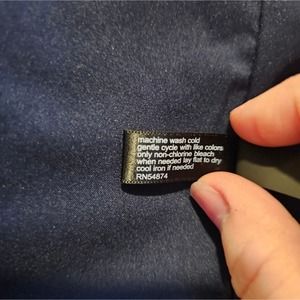 machine wash cold
gentle cycle with like colors
only non-chlorine bleach
when needed lay flat to dry
cool iron if needed
RN54874